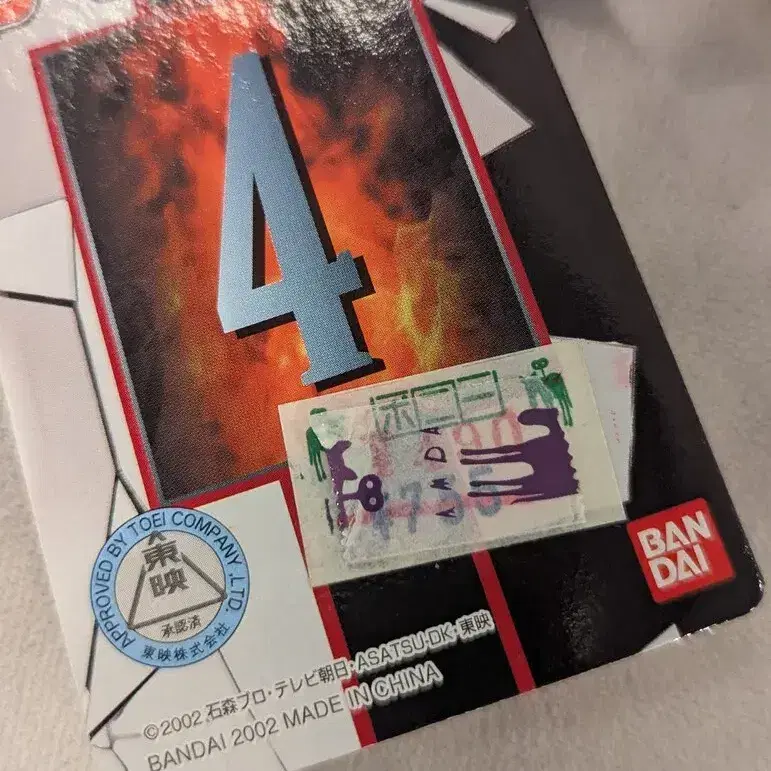 4
APPROVED BY TOEI COMPANY,.LTD.
東映
承認済
東映株式会社
BAN
DAI
©2002 石森プロ・テレビ朝日・ASATSU-DK・東映
BANDAI 2002 MADE IN CHINA